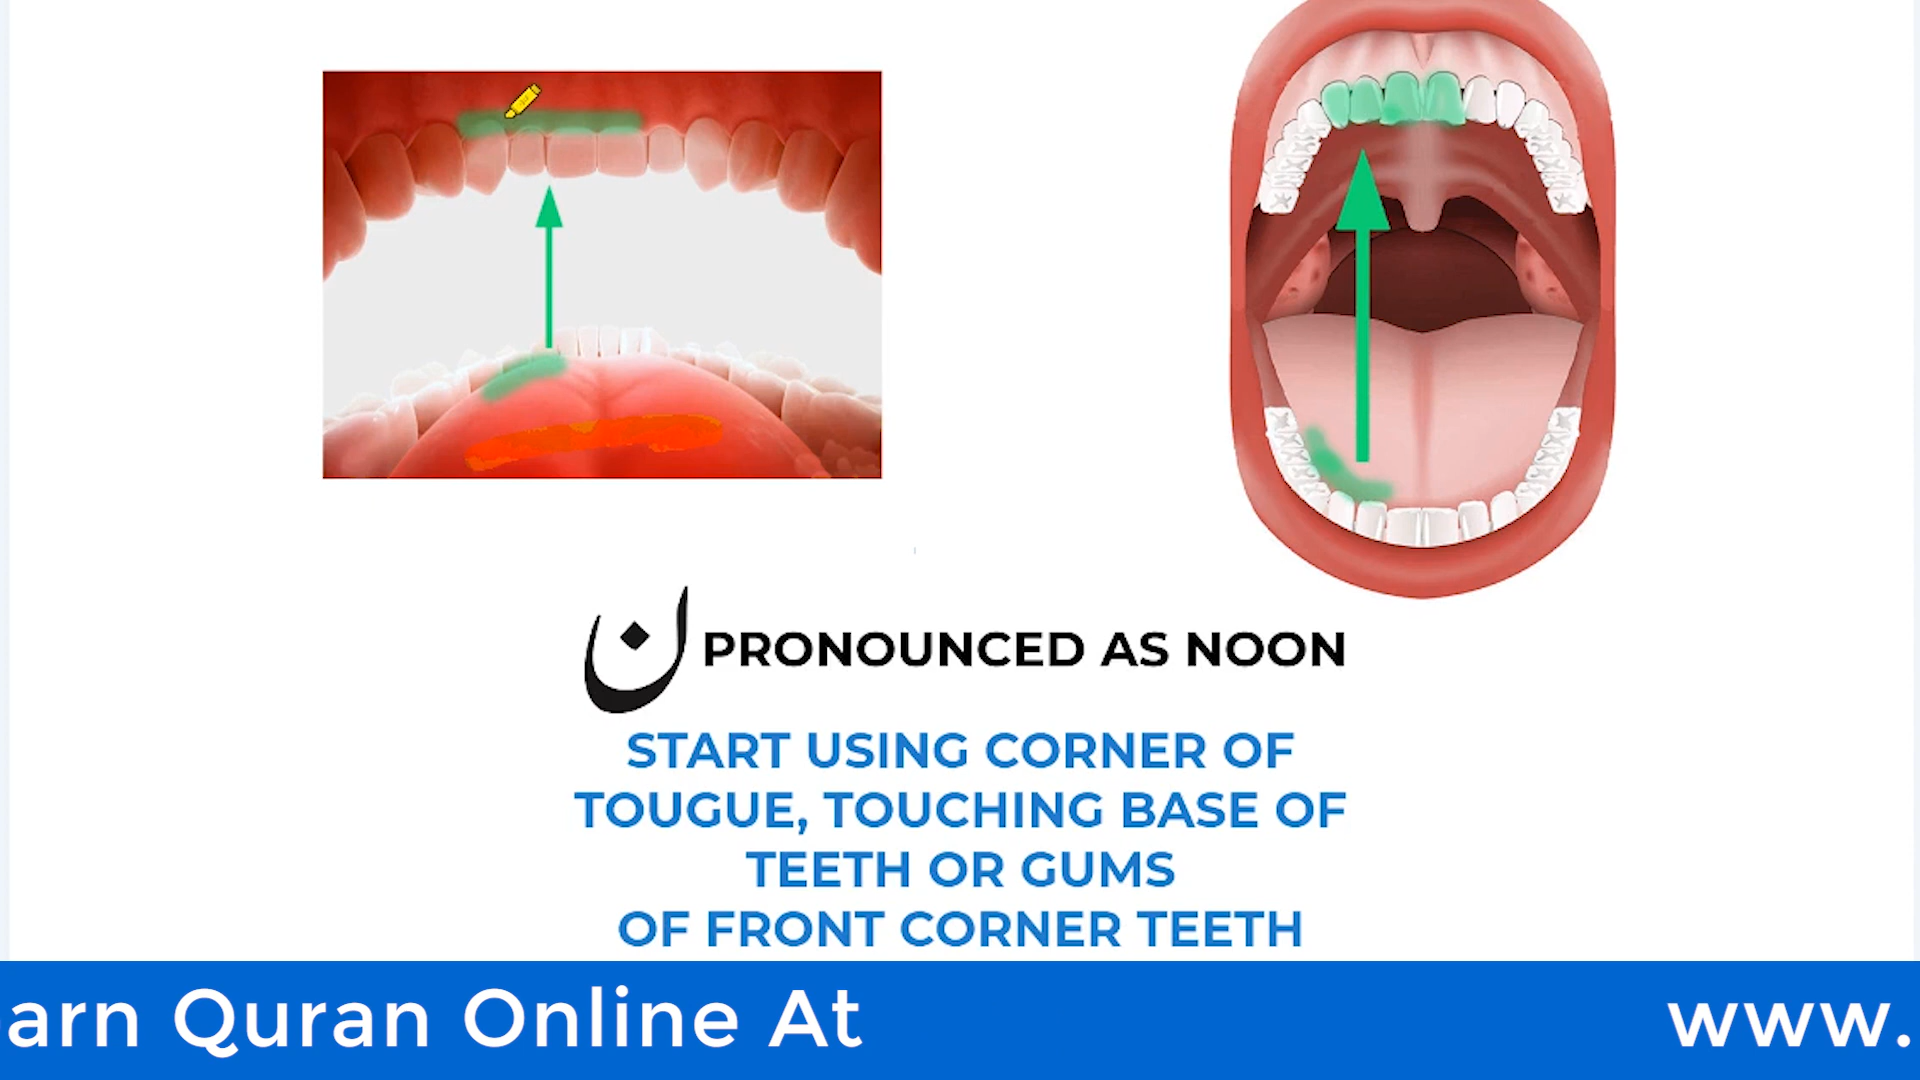 ن PRONOUNCED AS NOON
START USING CORNER OF
TOUGUE, TOUCHING BASE OF
TEETH OR GUMS
OF FRONT CORNER TEETH
arn Quran Online At www.